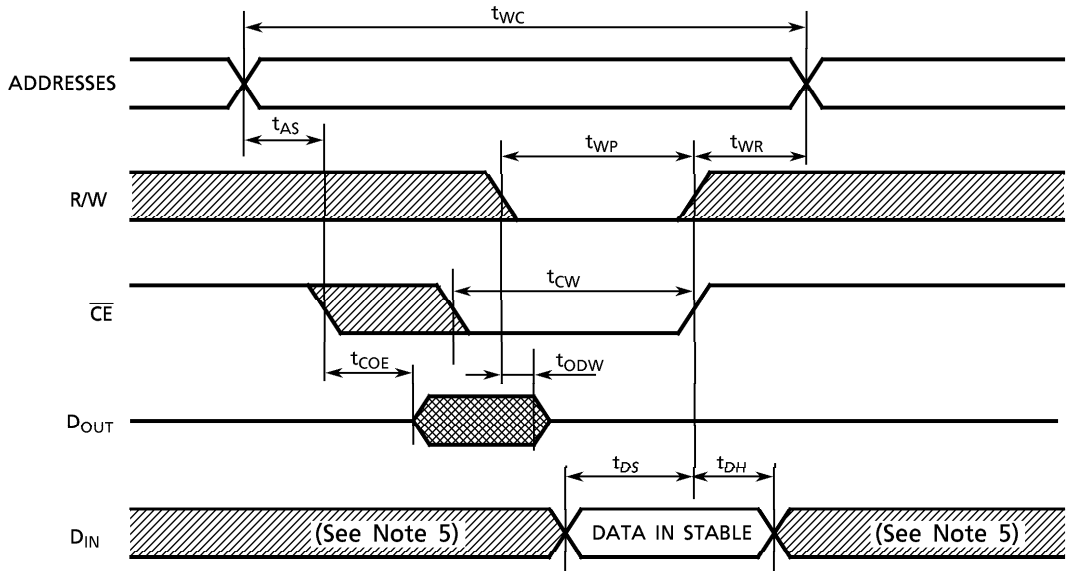 tWC
ADDRESSES
tAS
tWP
tWR
R/W
tCW
CE
tCOE
tODW
DOUT
tDS
tDH
DIN
(See Note 5)
DATA IN STABLE
(See Note 5)